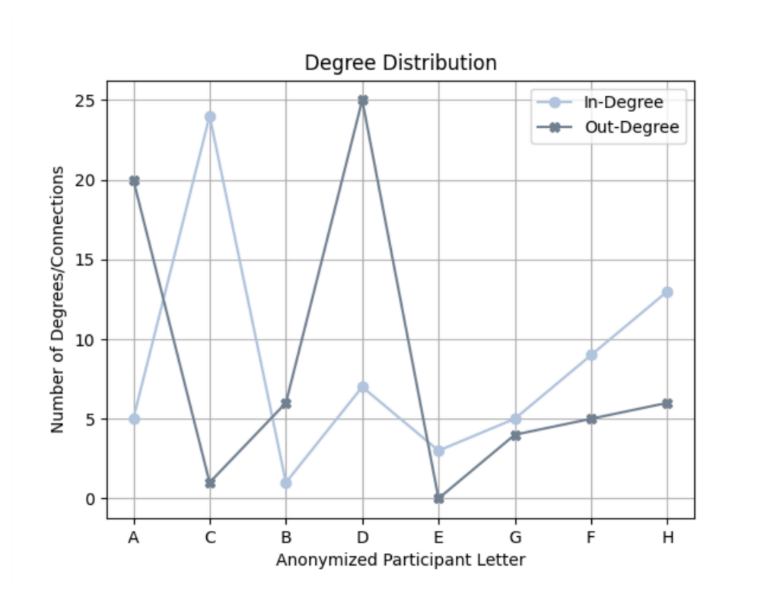 Degree Distribution
In-Degree
Out-Degree
Number of Degrees/Connections
25
20
15
10
5
0
A C B D E G F H
Anonymized Participant Letter